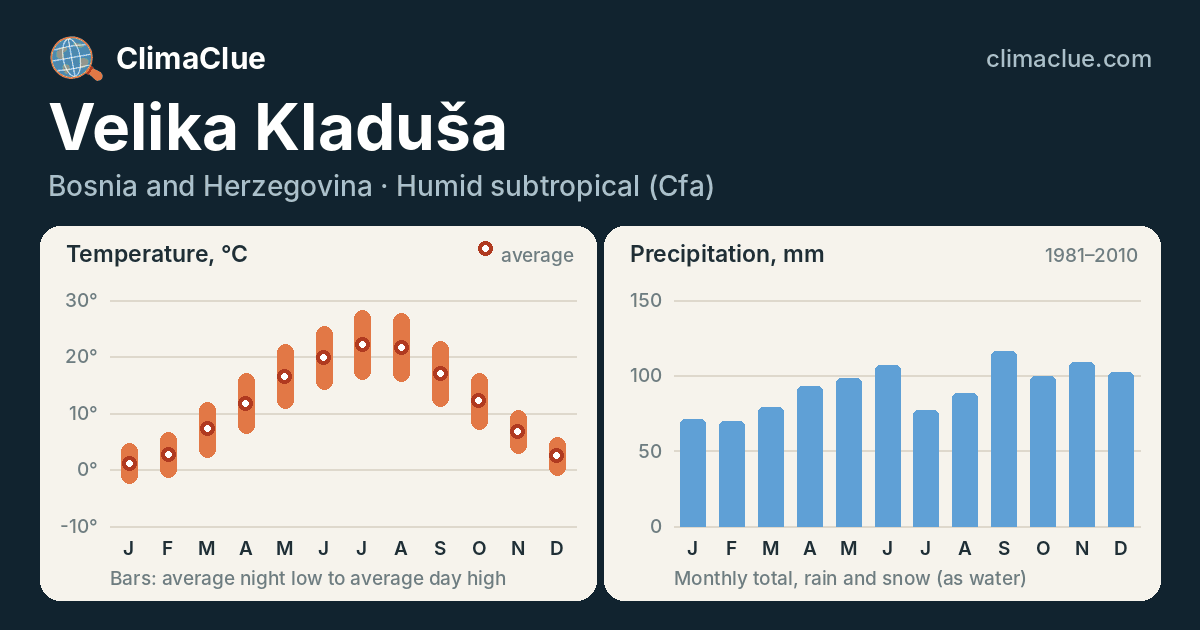 ClimaClue
climaclue.com
Velika Kladuša
Bosnia and Herzegovina · Humid subtropical (Cfa)
Temperature, °C
average
30°
20°
10°
0°
-10°
J F M A M J J A S O N D
Bars: average night low to average day high
Precipitation, mm
1981–2010
150
100
50
0
J F M A M J J A S O N D
Monthly total, rain and snow (as water)